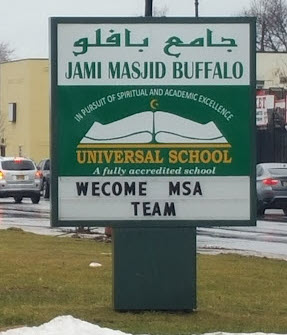 جامع بافلو
JAMI MASJID BUFFALO
IN PURSUIT OF SPIRITUAL AND ACADEMIC EXCELLENCE
UNIVERSAL SCHOOL
A fully accredited school
WECOME MSA
TEAM